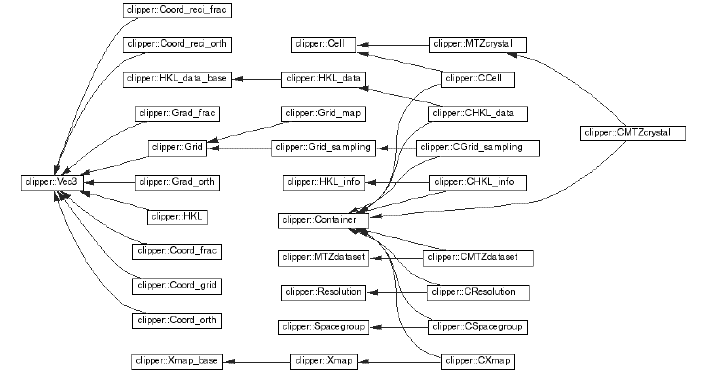 clipper::Coord_reci_frac
clipper::Coord_reci_orth
clipper::Cell
clipper::MTZcrystal
clipper::HKL_data_base
clipper::HKL_data
clipper::CCell
clipper::Grad_frac
clipper::Grid_map
clipper::CHKL_data
clipper::CMTZcrystal
clipper::Grid
clipper::Grid_sampling
clipper::CGrid_sampling
clipper::Vec3
clipper::Grad_orth
clipper::HKL_info
clipper::CHKL_info
clipper::HKL
clipper::Container
clipper::Coord_frac
clipper::MTZdataset
clipper::CMTZdataset
clipper::Coord_grid
clipper::Resolution
clipper::CResolution
clipper::Coord_orth
clipper::Spacegroup
clipper::CSpacegroup
clipper::Xmap_base
clipper::Xmap
clipper::CXmap